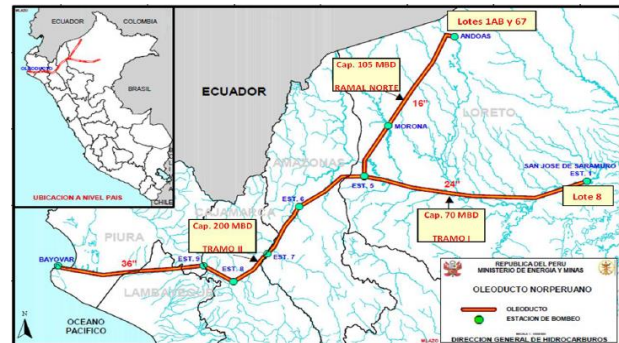 ECUADOR
COLOMBIA
OLEODUCTO
BRASIL
CHILE
UBICACION A NIVEL PAIS
Lotes 1AB y 67
ANDOAS
Cap. 105 MBD
RAMAL NORTE
16"
ECUADOR
LORETO
MORONA
AMAZONAS
SAN JOSE DE SARAMURO
EST. 1
EST. 5
24"
Lote 8
EST. 6
CAJAMARCA
Cap. 200 MBD
TRAMO II
Cap. 70 MBD
TRAMO I
PIURA
BAYOVAR
36"
EST. 9
EST. 8
EST. 7
LAMBAYEQUE
OCEANO
PACIFICO
REPUBLICA DEL PERU
MINISTERIO DE ENERGIA Y MINAS
OLEODUCTO NORPERUANO
OLEODUCTO
ESTACION DE BOMBEO
DIRECCION GENERAL DE HIDROCARBUROS